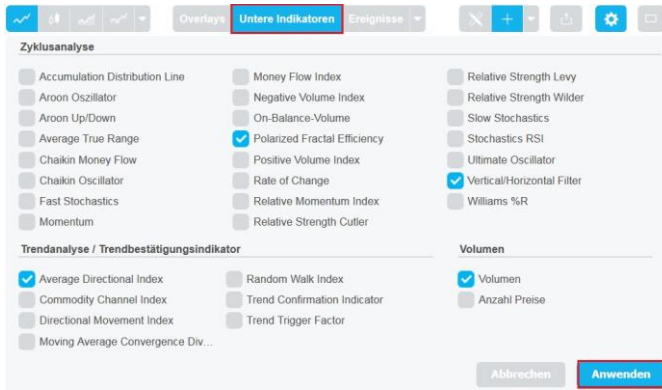 Overlays Untere Indikatoren Ereignisse
Zyklusanalyse
Accumulation Distribution Line
Aroon Oszillator
Aroon Up/Down
Average True Range
Chaikin Money Flow
Chaikin Oscillator
Fast Stochastics
Momentum
Money Flow Index
Negative Volume Index
On-Balance-Volume
Polarized Fractal Efficiency
Positive Volume Index
Rate of Change
Relative Momentum Index
Relative Strength Cutler
Relative Strength Levy
Relative Strength Wilder
Slow Stochastics
Stochastics RSI
Ultimate Oscillator
Vertical/Horizontal Filter
Williams %R
Trendanalyse / Trendbestätigungsindikator
Average Directional Index
Commodity Channel Index
Directional Movement Index
Moving Average Convergence Div...
Random Walk Index
Trend Confirmation Indicator
Trend Trigger Factor
Volumen
Volumen
Anzahl Preise
Abbrechen Anwenden